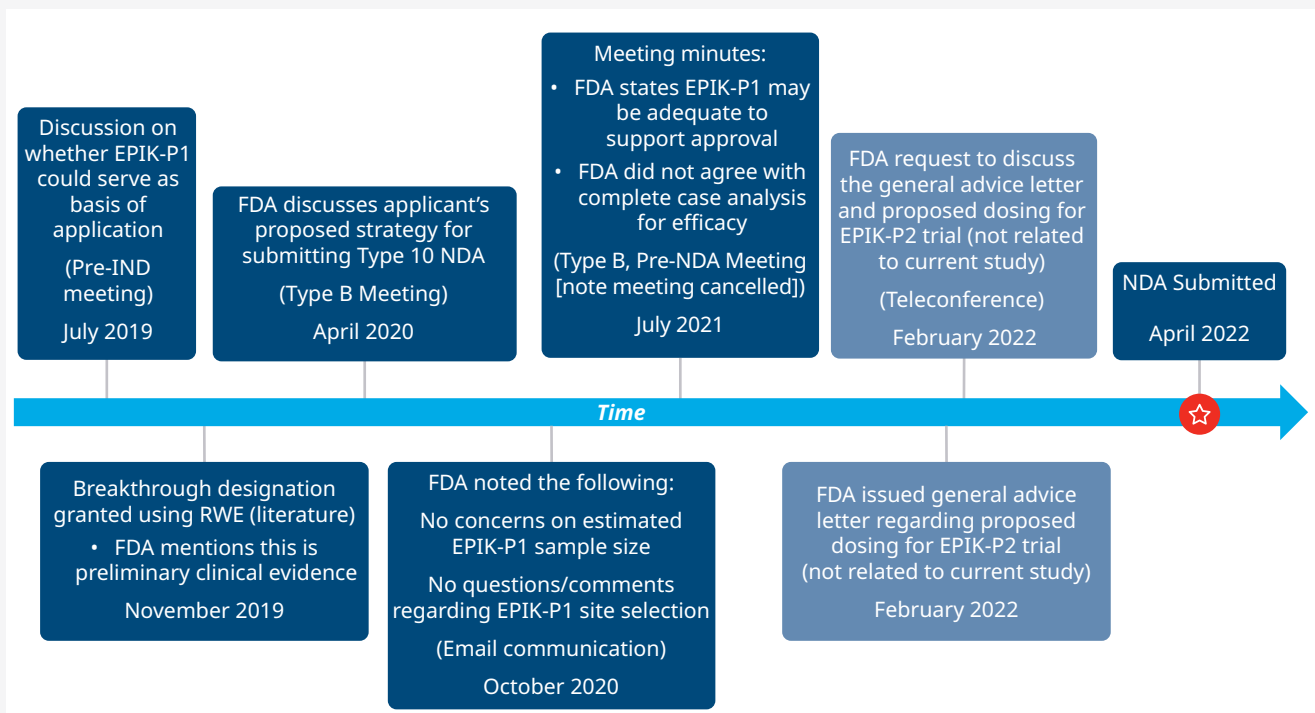 Discussion on
whether EPIK-P1
could serve as
basis of
application
(Pre-IND
meeting)
July 2019
FDA discusses applicant’s
proposed strategy for
submitting Type 10 NDA
(Type B Meeting)
April 2020
Meeting minutes:
• FDA states EPIK-P1 may
be adequate to
support approval
• FDA did not agree with
complete case analysis
for efficacy
(Type B, Pre-NDA Meeting
[note meeting cancelled])
July 2021
FDA request to discuss
the general advice letter
and proposed dosing for
EPIK-P2 trial (not related
to current study)
(Teleconference)
February 2022
NDA Submitted
April 2022
Time
Breakthrough designation
granted using RWE (literature)
• FDA mentions this is
preliminary clinical evidence
November 2019
FDA noted the following:
No concerns on estimated
EPIK-P1 sample size
No questions/comments
regarding EPIK-P1 site selection
(Email communication)
October 2020
FDA issued general advice
letter regarding proposed
dosing for EPIK-P2 trial
(not related to current study)
February 2022